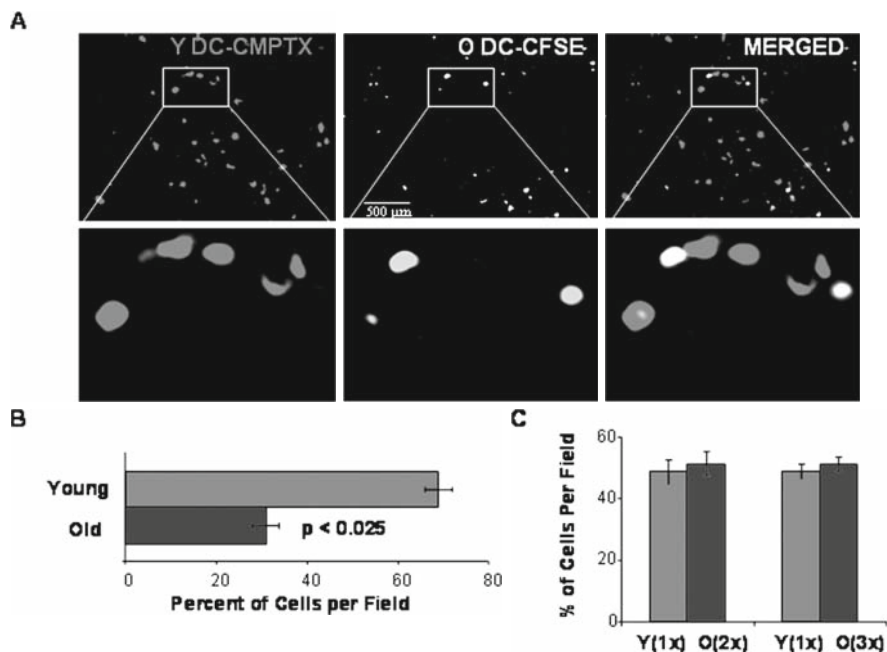 A
Y DC-CMPTX
O DC-CFSE
MERGED
500 µm
B
Young
Old
p < 0.025
0 20 40 60 80
Percent of Cells per Field
C
% of Cells Per Field
60
40
20
0
Y(1x) O(2x) Y(1x) O(3x)